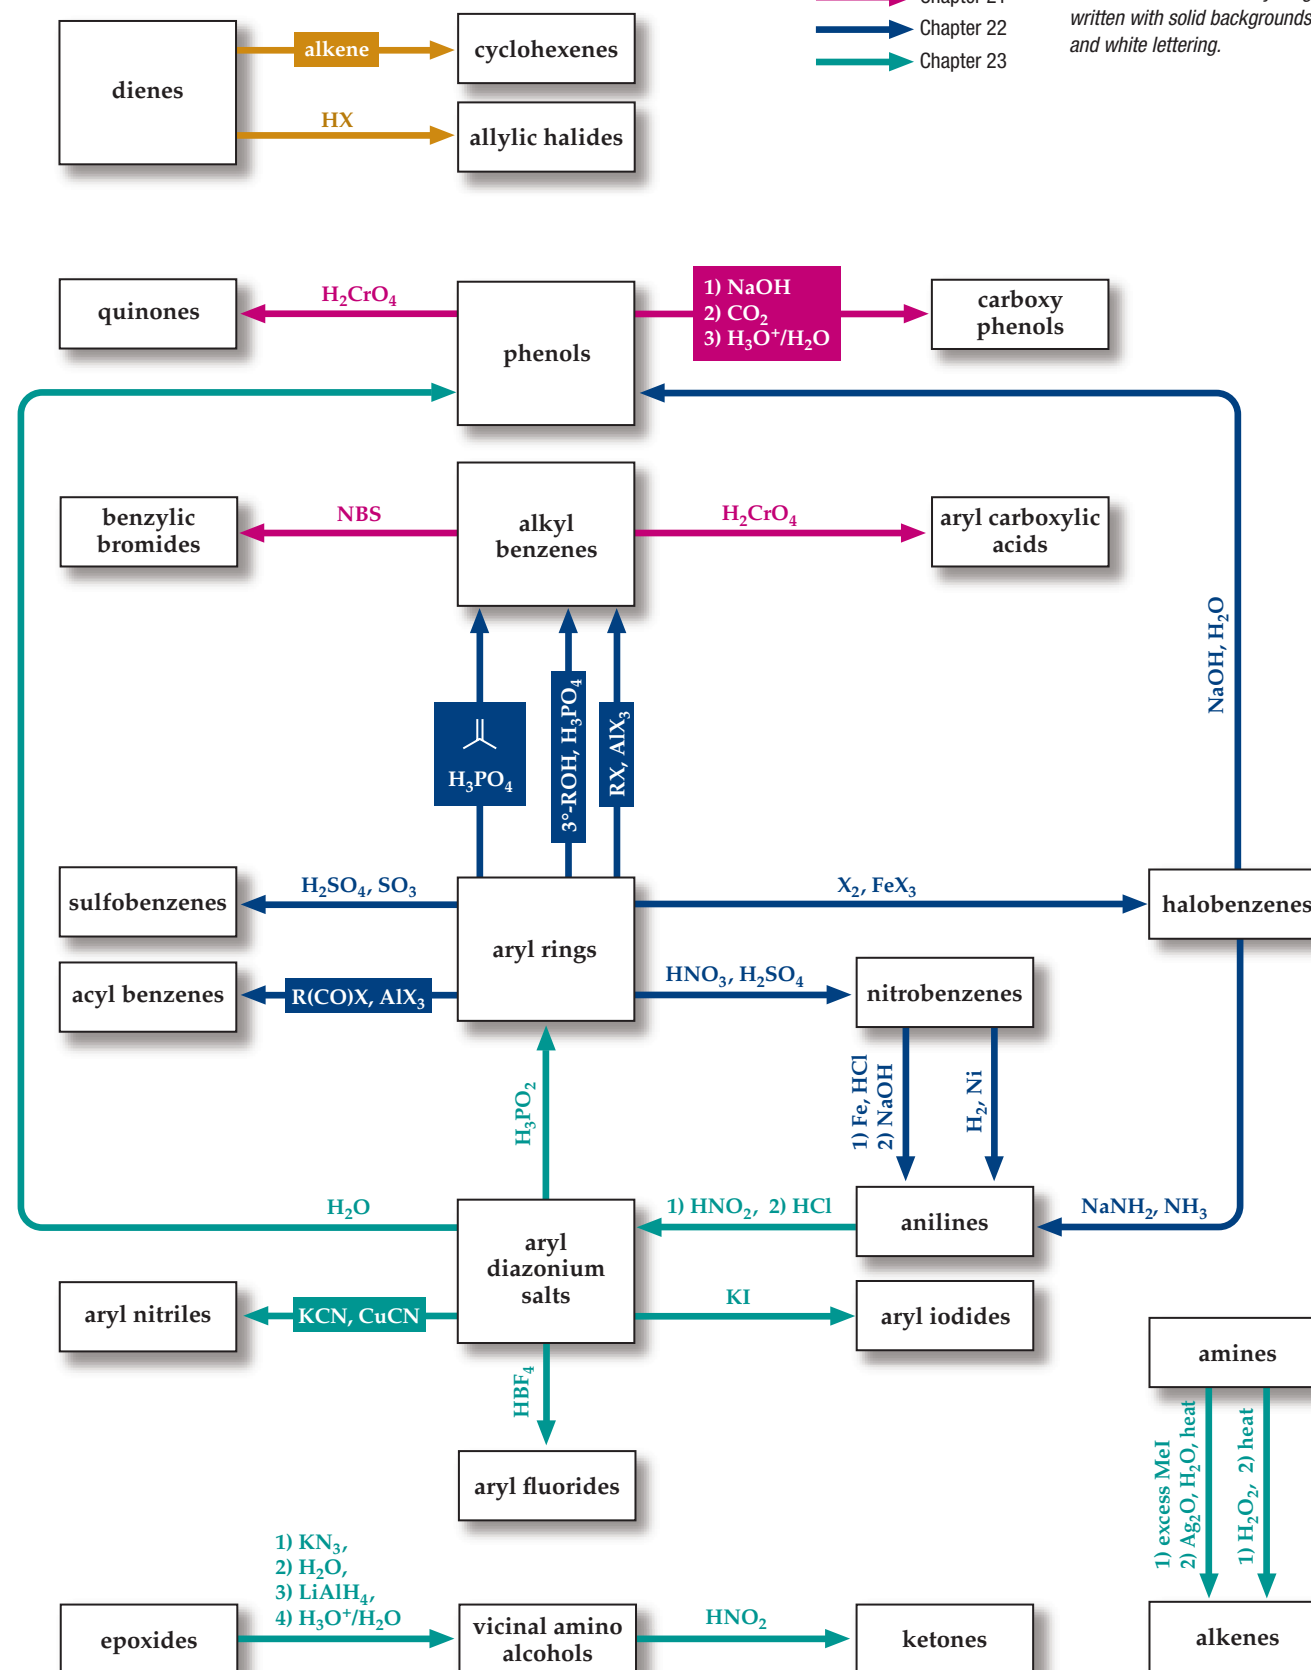 written with solid backgrounds
Chapter 22
and white lettering.
Chapter 23
alkene
cyclohexenes
dienes
HX
allylic halides
quinones
H₂CrO₄
phenols
1) NaOH
2) CO₂
3) H₃O⁺/H₂O
carboxy
phenols
benzylic
bromides
NBS
alkyl
benzenes
H₂CrO₄
aryl carboxylic
acids
NaOH, H₂O
H₃PO₄
3°-ROH, H₃PO₄
RX, AlX₃
sulfobenzenes
H₂SO₄, SO₃
aryl rings
X₂, FeX₃
halobenzenes
acyl benzenes
R(CO)X, AlX₃
HNO₃, H₂SO₄
nitrobenzenes
1) Fe, HCl
2) NaOH
H₂, Ni
H₃PO₂
H₂O
aryl
diazonium
salts
1) HNO₂, 2) HCl
anilines
NaNH₂, NH₃
aryl nitriles
KCN, CuCN
KI
aryl iodides
HBF₄
aryl fluorides
amines
1) excess MeI
2) Ag₂O, H₂O, heat
1) H₂O₂, 2) heat
alkenes
epoxides
1) KN₃,
2) H₂O,
3) LiAlH₄,
4) H₃O⁺/H₂O
vicinal amino
alcohols
HNO₂
ketones